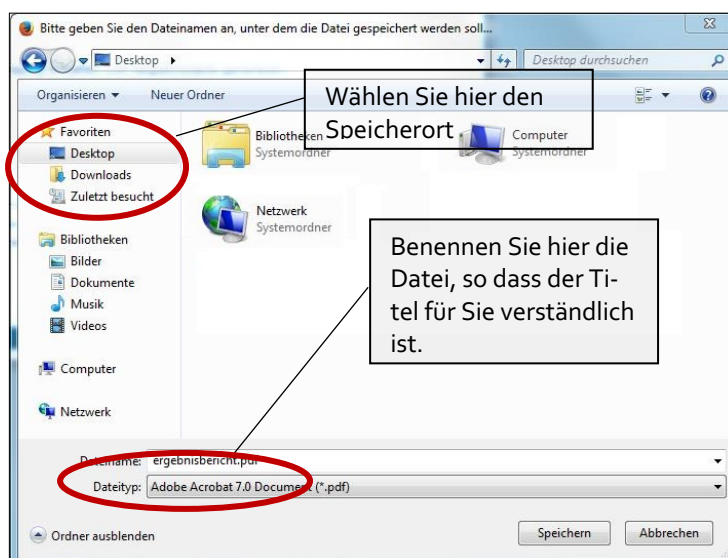 Bitte geben Sie den Dateinamen an, unter dem die Datei gespeichert werden soll...
Desktop
Desktop durchsuchen
Organisieren
Neuer Ordner
Wählen Sie hier den
Speicherort
Favoriten
Desktop
Downloads
Zuletzt besucht
Bibliotheken
Systemordner
Computer
Systemordner
Netzwerk
Systemordner
Bibliotheken
Bilder
Dokumente
Musik
Videos
Computer
Netzwerk
Benennen Sie hier die
Datei, so dass der Ti-
tel für Sie verständlich
ist.
Dateiname: ergebnisbericht.pdf
Dateityp: Adobe Acrobat 7.0 Document (*.pdf)
Ordner ausblenden
Speichern
Abbrechen